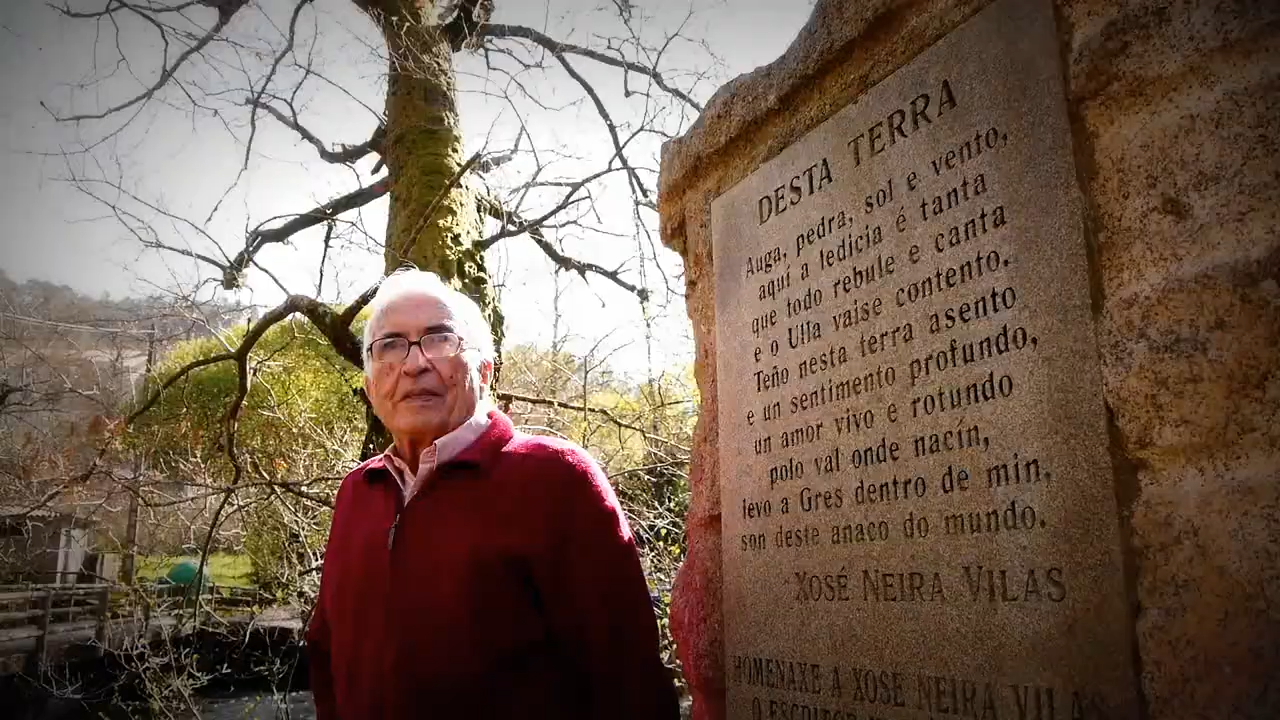 DESTA TERRA
Auga, pedra, sol e vento,
aquí a ledicia é tanta
que todo rebule e canta
e o Ulla vaise contento.
Teño nesta terra asento
e un sentimento profundo,
un amor vivo e rotundo
polo val onde nacín,
levo a Gres dentro de min,
son deste anaco do mundo.
XOSÉ NEIRA VILAS
HOMENAXE A XOSE NEIRA VILAS
O ESCRIPOR